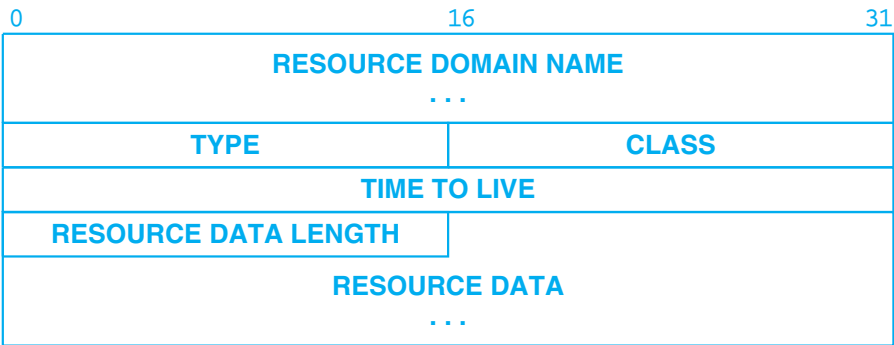 0 16 31
RESOURCE DOMAIN NAME
. . .
TYPE CLASS
TIME TO LIVE
RESOURCE DATA LENGTH
RESOURCE DATA
. . .